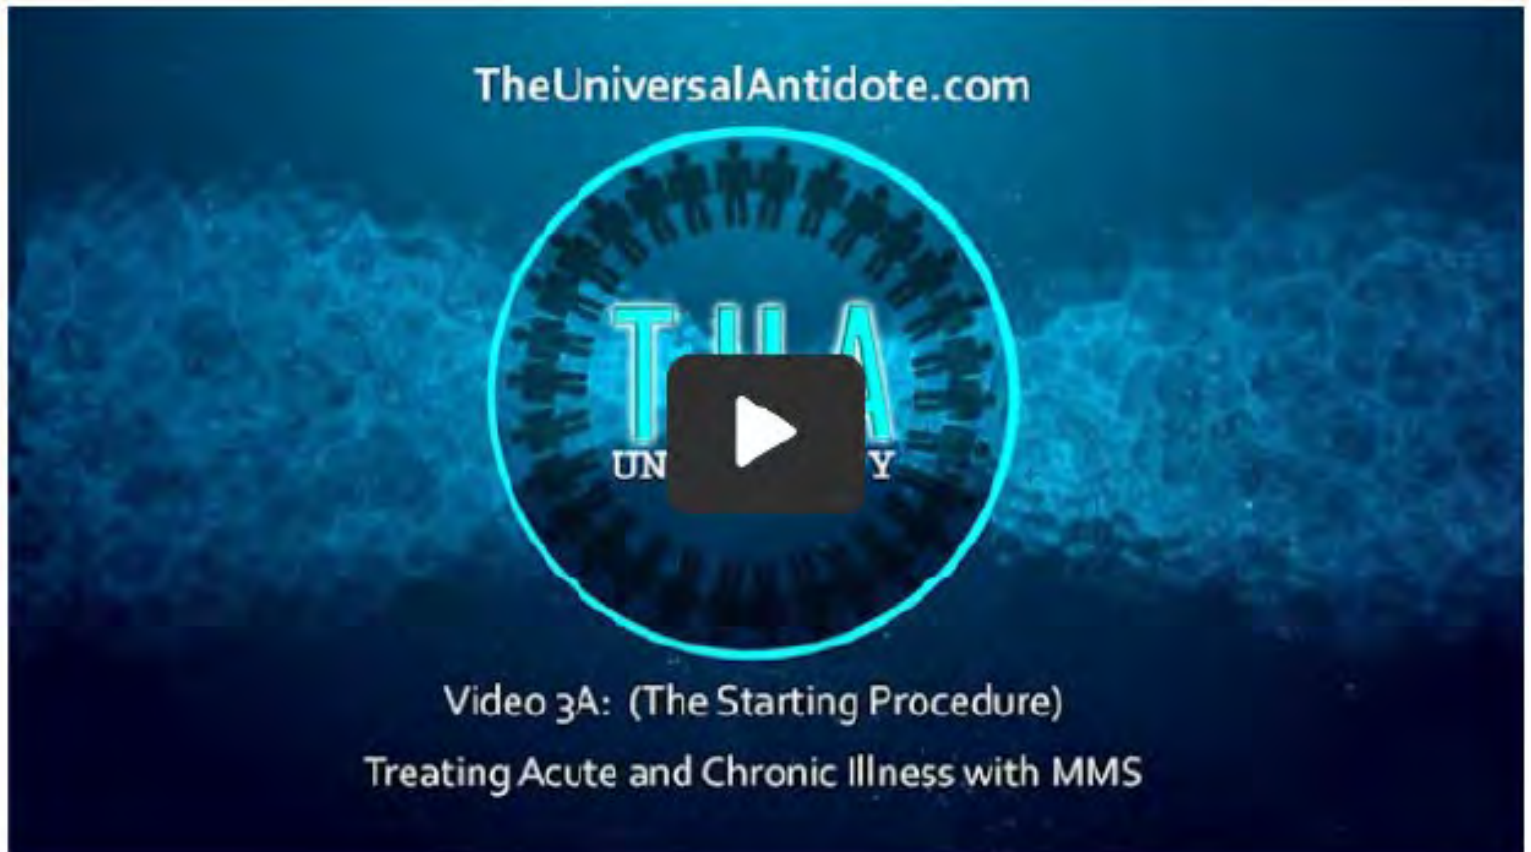 TheUniversalAntidote.com
Video 3A: (The Starting Procedure)
Treating Acute and Chronic Illness with MMS